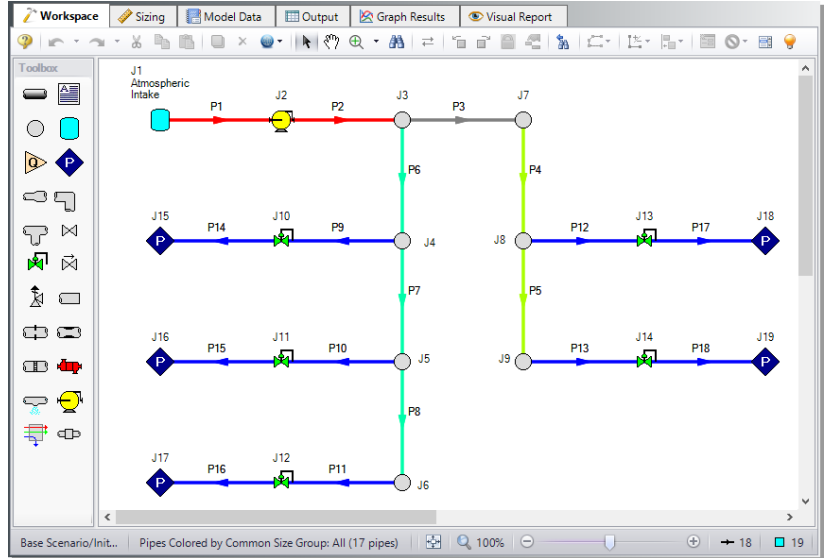 Workspace Sizing Model Data Output Graph Results Visual Report
Toolbox
J1
Atmospheric
Intake
J2 J3 J7
P1 P2 P3
P6 P4
J15 J10 J13 J18
P14 P9 P12 P17
J4 J8
P7 P5
J16 J11 J14 J19
P15 P10 J5 J9 P13 P18
P8
J17 J12
P16 P11
J6
Q
P
P
P
P
P
P
Base Scenario/Init... Pipes Colored by Common Size Group: All (17 pipes) 100% 18 19